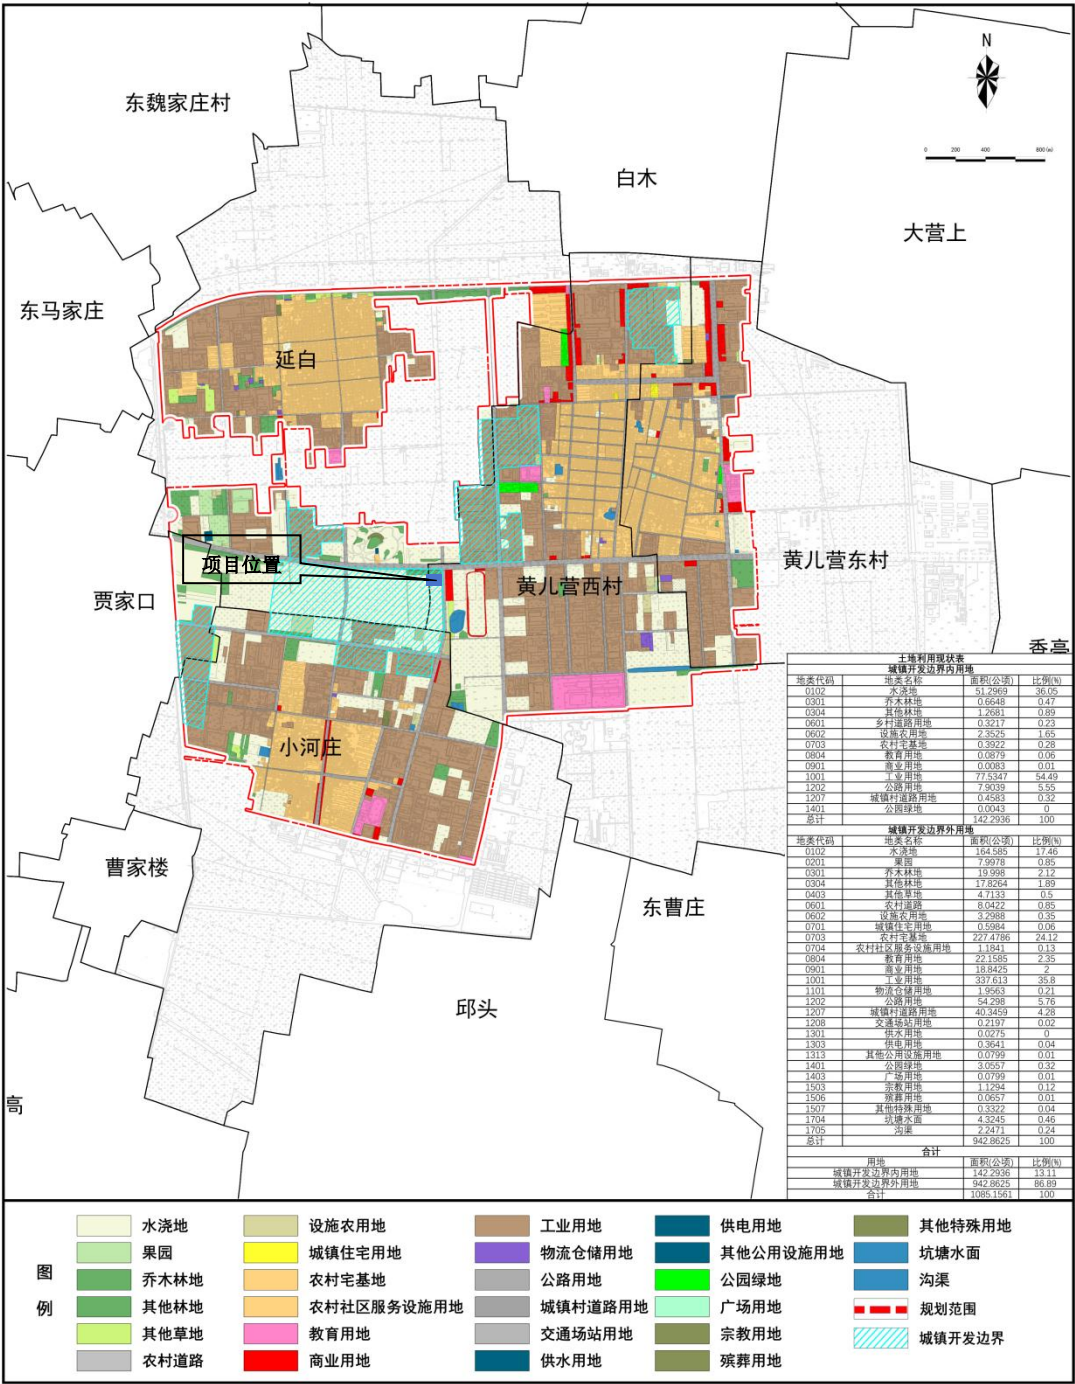 N
0 200 400 800(m)
东魏家庄村
白木
大营上
东马家庄
延白
项目位置
黄儿营西村
黄儿营东村
贾家口
香亭
小河庄
曹家楼
东曹庄
邱头
高
土地利用现状表
城镇开发边界内用地
地类代码 地类名称 面积(公顷) 比例(%)
0102 水浇地 51.2969 36.05
0301 乔木林地 0.6648 0.47
0304 其他林地 1.2681 0.89
0601 乡村道路用地 0.3217 0.23
0602 设施农用地 2.3525 1.65
0703 农村宅基地 0.3922 0.28
0804 教育用地 0.0879 0.06
0901 商业用地 0.0083 0.01
1001 工业用地 77.5347 54.49
1202 公路用地 7.9039 5.55
1207 城镇村道路用地 0.4583 0.32
1401 公园绿地 0.0043 0
总计 142.2936 100
城镇开发边界外用地
地类代码 地类名称 面积(公顷) 比例(%)
0102 水浇地 164.585 17.46
0201 果园 7.9978 0.85
0301 乔木林地 19.998 2.12
0304 其他林地 17.8264 1.89
0403 其他草地 4.7133 0.5
0601 农村道路 8.0422 0.85
0602 设施农用地 3.2988 0.35
0701 城镇住宅用地 0.5984 0.06
0703 农村宅基地 227.4786 24.12
0704 农村社区服务设施用地 1.1841 0.13
0804 教育用地 22.1585 2.35
0901 商业用地 18.8425 2
1001 工业用地 337.613 35.8
1101 物流仓储用地 1.9563 0.21
1202 公路用地 54.298 5.76
1207 城镇村道路用地 40.3459 4.28
1208 交通场站用地 0.2197 0.02
1301 供水用地 0.0275 0
1303 供电用地 0.3641 0.04
1313 其他公用设施用地 0.0799 0.01
1401 公园绿地 3.0557 0.32
1403 广场用地 0.0799 0.01
1503 宗教用地 1.1294 0.12
1506 殡葬用地 0.0657 0.01
1507 其他特殊用地 0.3322 0.04
1704 坑塘水面 4.3245 0.46
1705 沟渠 2.2471 0.24
总计 942.8625 100
合计
用地 面积(公顷) 比例(%)
城镇开发边界内用地 142.2936 13.11
城镇开发边界外用地 942.8625 86.89
合计 1085.1561 100
图例
水浇地 设施农用地 工业用地 供电用地 其他特殊用地
果园 城镇住宅用地 物流仓储用地 其他公用设施用地 坑塘水面
乔木林地 农村宅基地 公路用地 公园绿地 沟渠
其他林地 农村社区服务设施用地 城镇村道路用地 广场用地 规划范围
其他草地 教育用地 交通场站用地 宗教用地 城镇开发边界
农村道路 商业用地 供水用地 殡葬用地